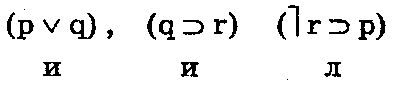 (p ∨ q), (q ⊃ r) (⌉r ⊃ p)
и и л